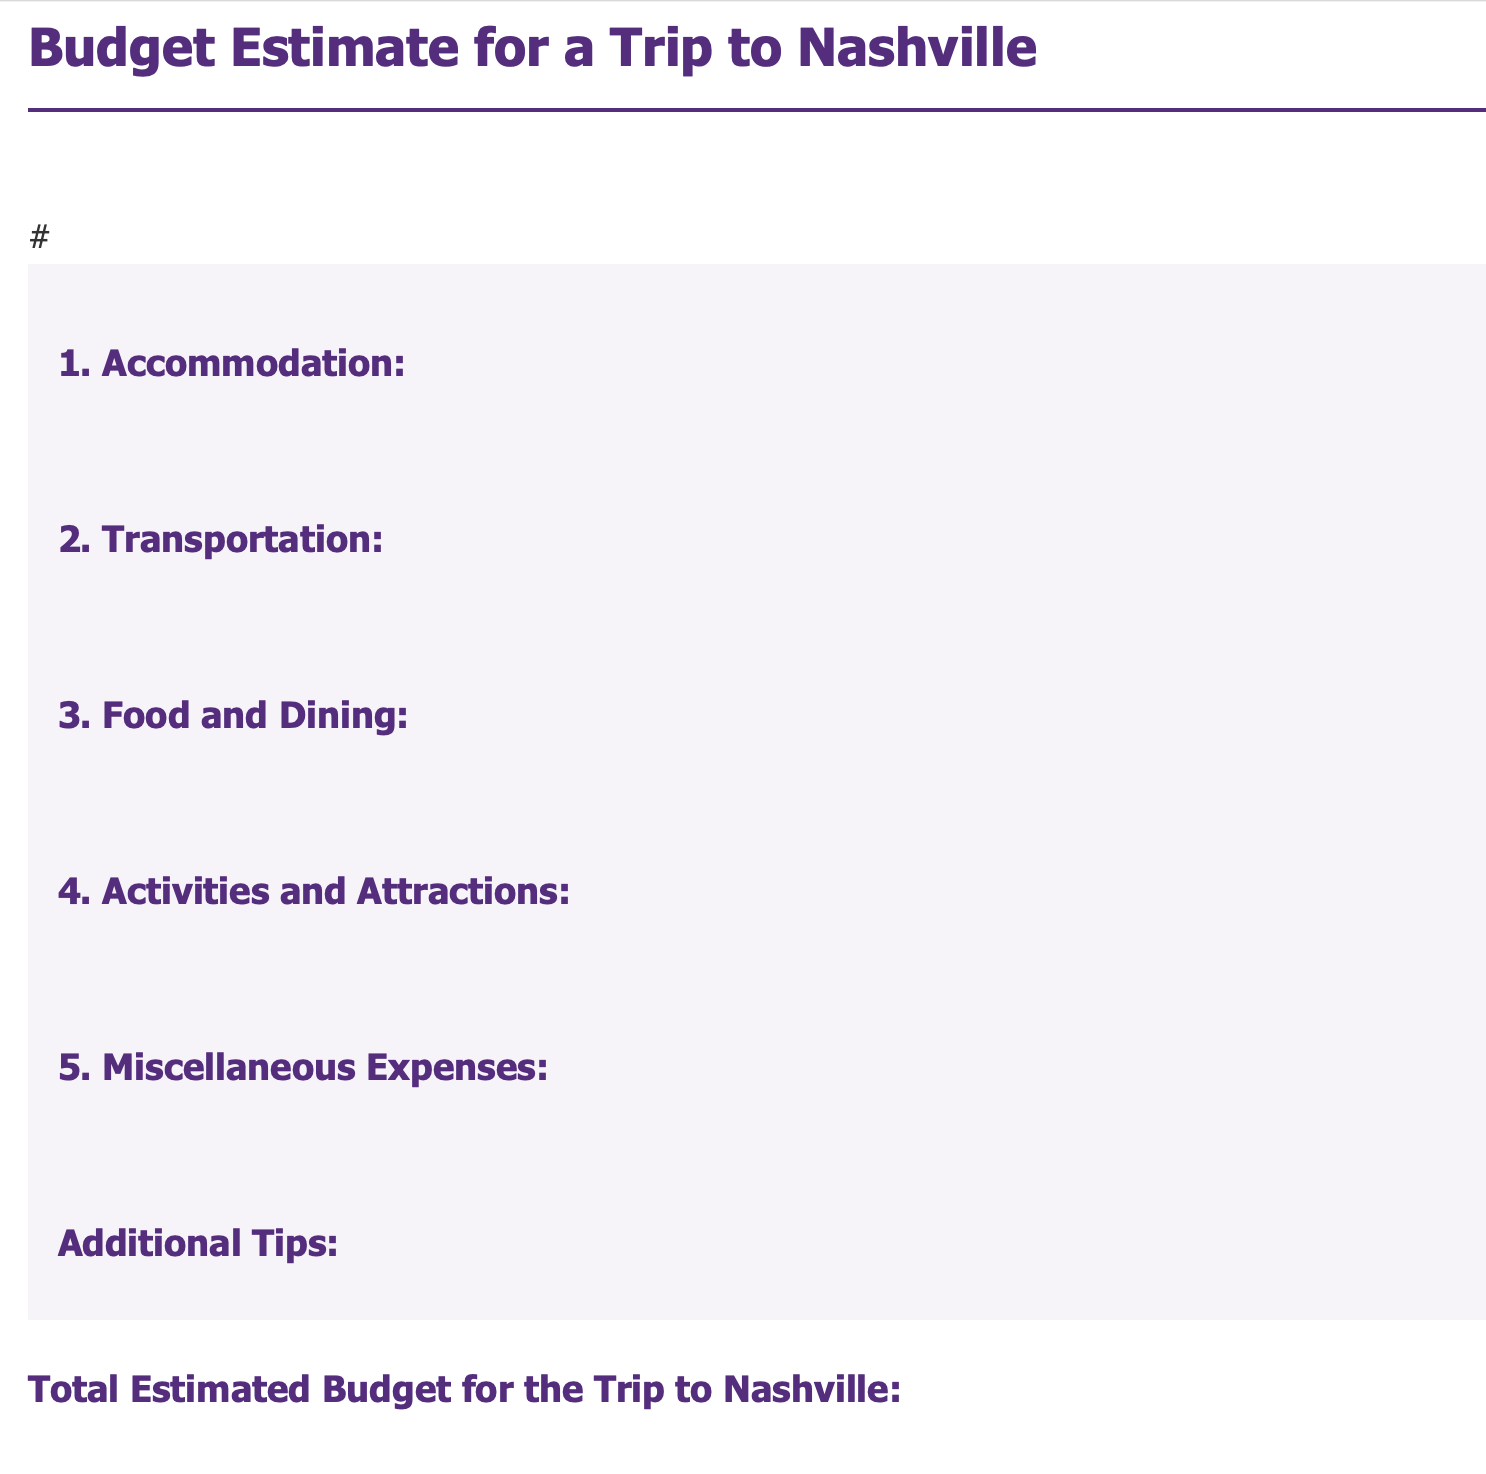 Budget Estimate for a Trip to Nashville
#
1. Accommodation:
2. Transportation:
3. Food and Dining:
4. Activities and Attractions:
5. Miscellaneous Expenses:
Additional Tips:
Total Estimated Budget for the Trip to Nashville: